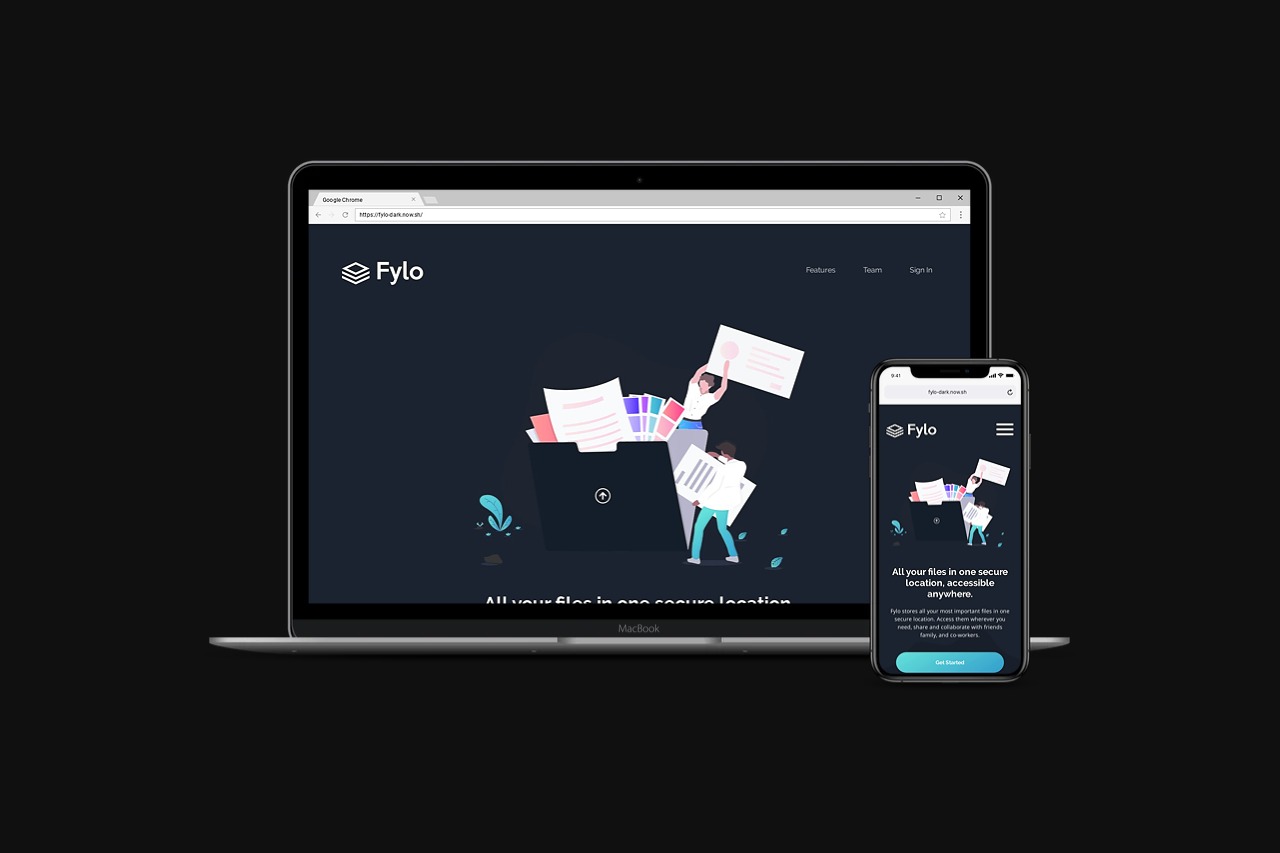 Google Chrome
https://fylo-dark.now.sh/
Fylo
Features Team Sign In
All your files in one secure location
MacBook
9:41
fylo-dark.now.sh
Fylo
All your files in one secure
location, accessible
anywhere.
Fylo stores all your most important files in one
secure location. Access them wherever you
need, share and collaborate with friends
family, and co-workers.
Get Started